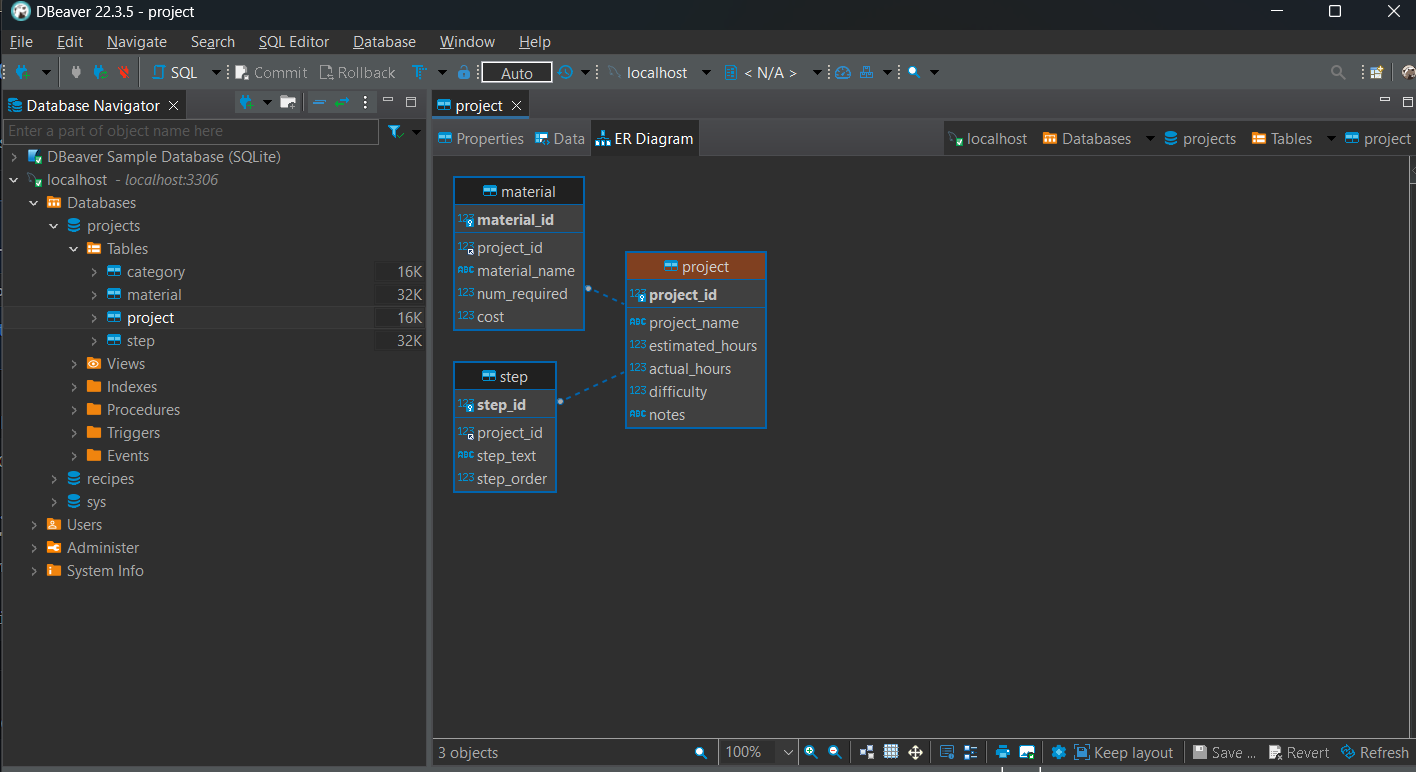 DBeaver 22.3.5 - project
File Edit Navigate Search SQL Editor Database Window Help
SQL Commit Rollback Auto localhost < N/A >
Database Navigator
Enter a part of object name here
DBeaver Sample Database (SQLite)
localhost - localhost:3306
Databases
projects
Tables
category 16K
material 32K
project 16K
step 32K
Views
Indexes
Procedures
Triggers
Events
recipes
sys
Users
Administer
System Info
project
Properties Data ER Diagram localhost Databases projects Tables project
material
123 material_id
123 project_id
ABC material_name
123 num_required
123 cost
project
123 project_id
ABC project_name
123 estimated_hours
123 actual_hours
123 difficulty
ABC notes
step
123 step_id
123 project_id
ABC step_text
123 step_order
3 objects 100% Keep layout Save ... Revert Refresh